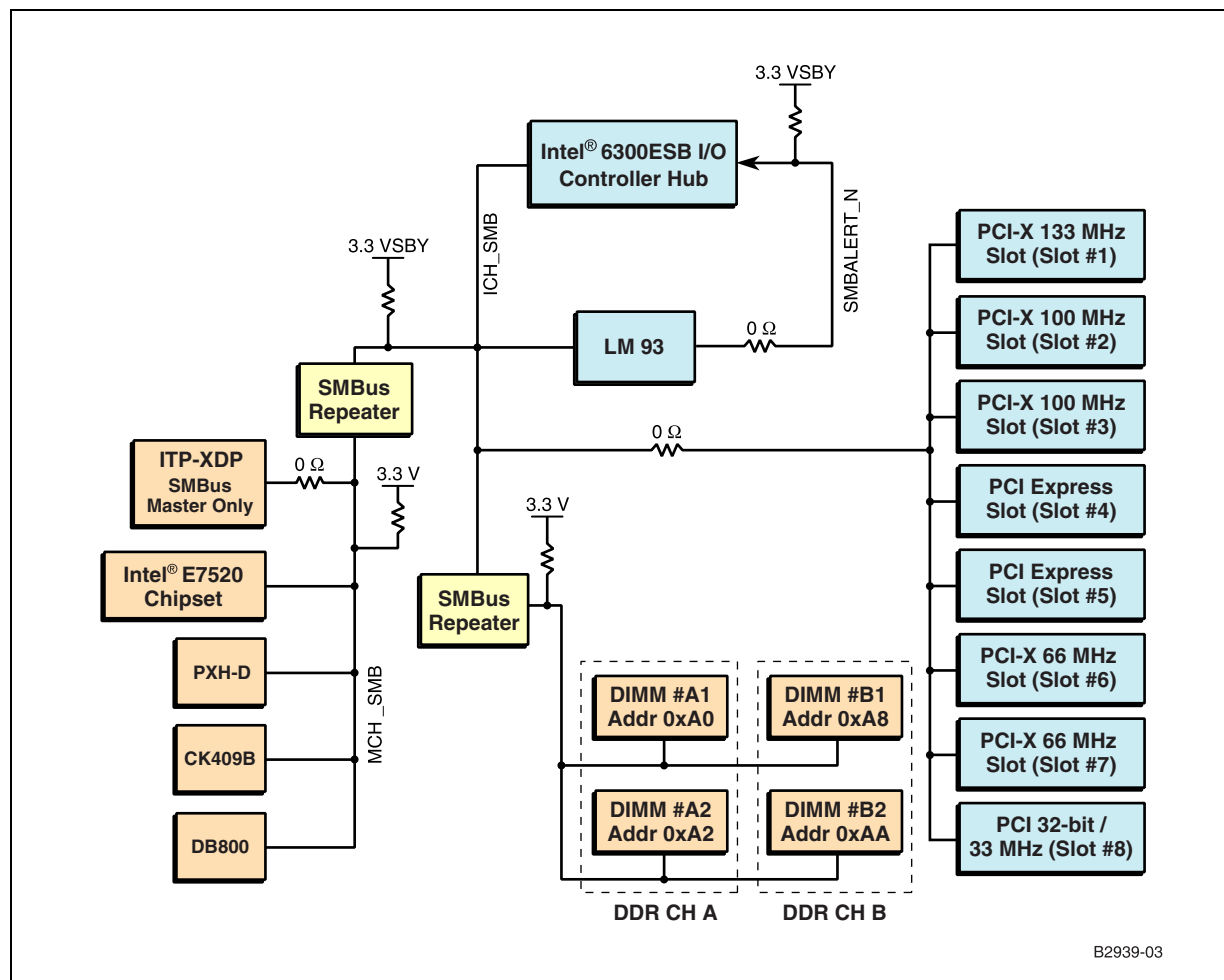 3.3 VSBY
Intel® 6300ESB I/O
Controller Hub
SMBALERT_N
ICH_SMB
3.3 VSBY
LM 93
0 Ω
SMBus
Repeater
ITP-XDP
SMBus
Master Only
0 Ω
3.3 V
Intel® E7520
Chipset
PXH-D
CK409B
DB800
MCH_SMB
0 Ω
3.3 V
SMBus
Repeater
DIMM #A1
Addr 0xA0
DIMM #B1
Addr 0xA8
DIMM #A2
Addr 0xA2
DIMM #B2
Addr 0xAA
DDR CH A
DDR CH B
PCI-X 133 MHz
Slot (Slot #1)
PCI-X 100 MHz
Slot (Slot #2)
PCI-X 100 MHz
Slot (Slot #3)
PCI Express
Slot (Slot #4)
PCI Express
Slot (Slot #5)
PCI-X 66 MHz
Slot (Slot #6)
PCI-X 66 MHz
Slot (Slot #7)
PCI 32-bit /
33 MHz (Slot #8)
B2939-03